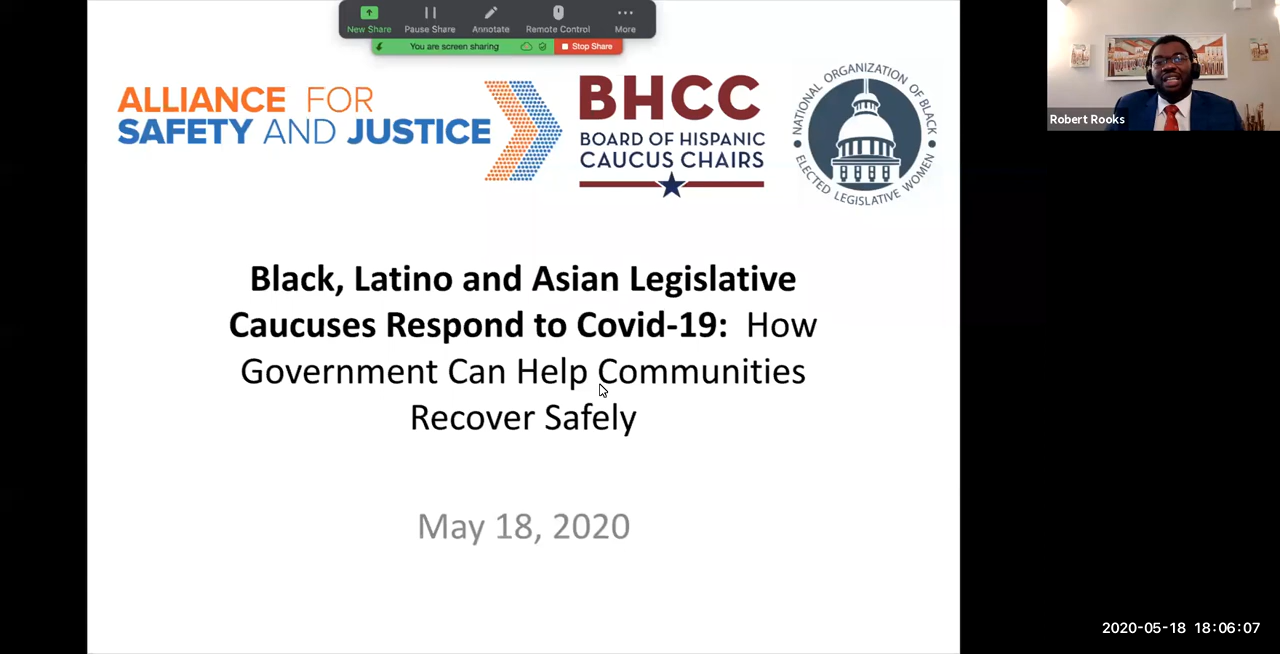 New Share Pause Share Annotate Remote Control More
You are screen sharing Stop Share
ALLIANCE FOR
SAFETY AND JUSTICE
BHCC
BOARD OF HISPANIC
CAUCUS CHAIRS
NATIONAL ORGANIZATION OF BLACK
ELECTED LEGISLATIVE WOMEN
Robert Rooks
Black, Latino and Asian Legislative
Caucuses Respond to Covid-19: How
Government Can Help Communities
Recover Safely
May 18, 2020
2020-05-18 18:06:07